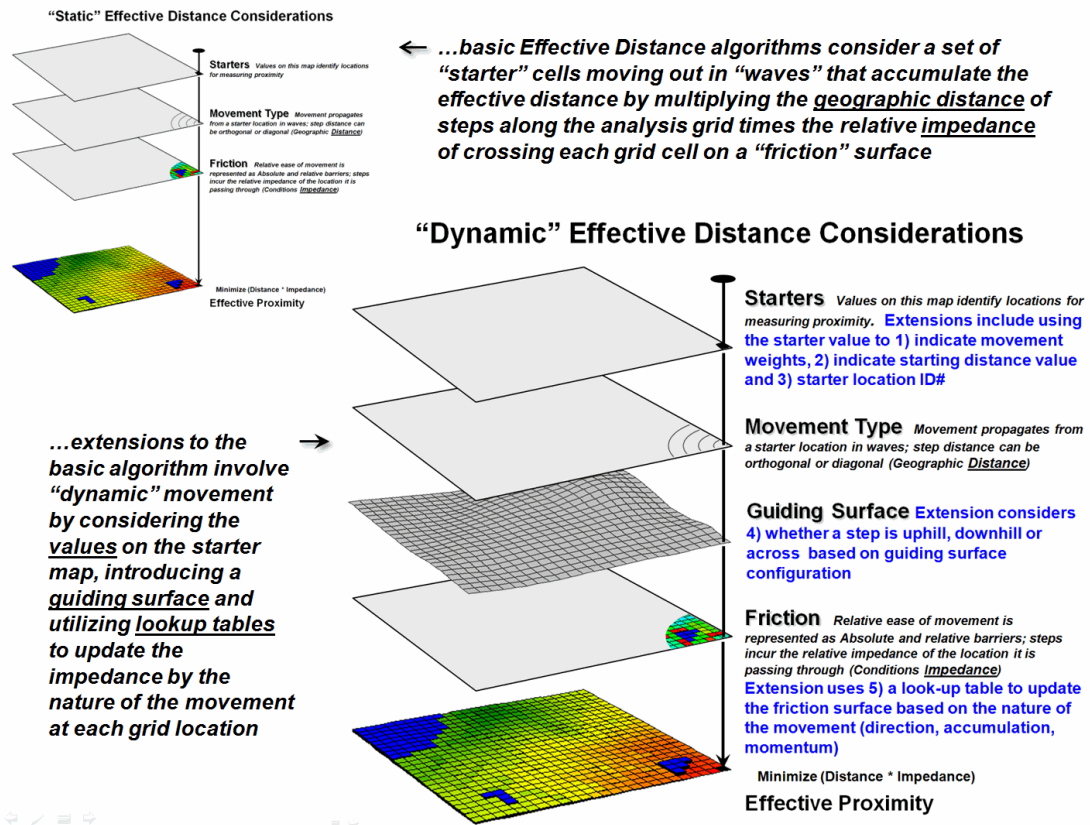 “Static” Effective Distance Considerations
Starters Values on this map identify locations
for measuring proximity
Movement Type Movement propagates
from a starter location in waves; step distance can
be orthogonal or diagonal (Geographic Distance)
Friction Relative ease of movement is
represented as Absolute and relative barriers; steps
incur the relative impedance of the location it is
passing through (Conditions Impedance)
Minimize (Distance * Impedance)
Effective Proximity
…basic Effective Distance algorithms consider a set of
“starter” cells moving out in “waves” that accumulate the
effective distance by multiplying the geographic distance of
steps along the analysis grid times the relative impedance
of crossing each grid cell on a “friction” surface
“Dynamic” Effective Distance Considerations
…extensions to the
basic algorithm involve
“dynamic” movement
by considering the
values on the starter
map, introducing a
guiding surface and
utilizing lookup tables
to update the
impedance by the
nature of the movement
at each grid location
Starters Values on this map identify locations for
measuring proximity. Extensions include using
the starter value to 1) indicate movement
weights, 2) indicate starting distance value
and 3) starter location ID#
Movement Type Movement propagates from
a starter location in waves; step distance can be
orthogonal or diagonal (Geographic Distance)
Guiding Surface Extension considers
4) whether a step is uphill, downhill or
across based on guiding surface
configuration
Friction Relative ease of movement is
represented as Absolute and relative barriers; steps
incur the relative impedance of the location it is
passing through (Conditions Impedance)
Extension uses 5) a look-up table to update
the friction surface based on the nature of
the movement (direction, accumulation,
momentum)
Minimize (Distance * Impedance)
Effective Proximity